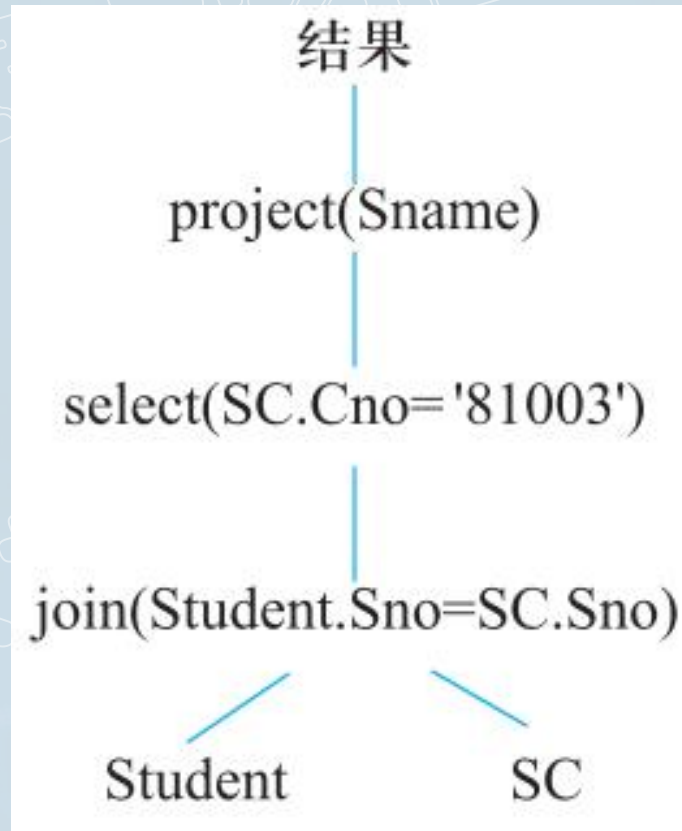 结果
project(Sname)
select(SC.Cno='81003')
join(Student.Sno=SC.Sno)
Student SC